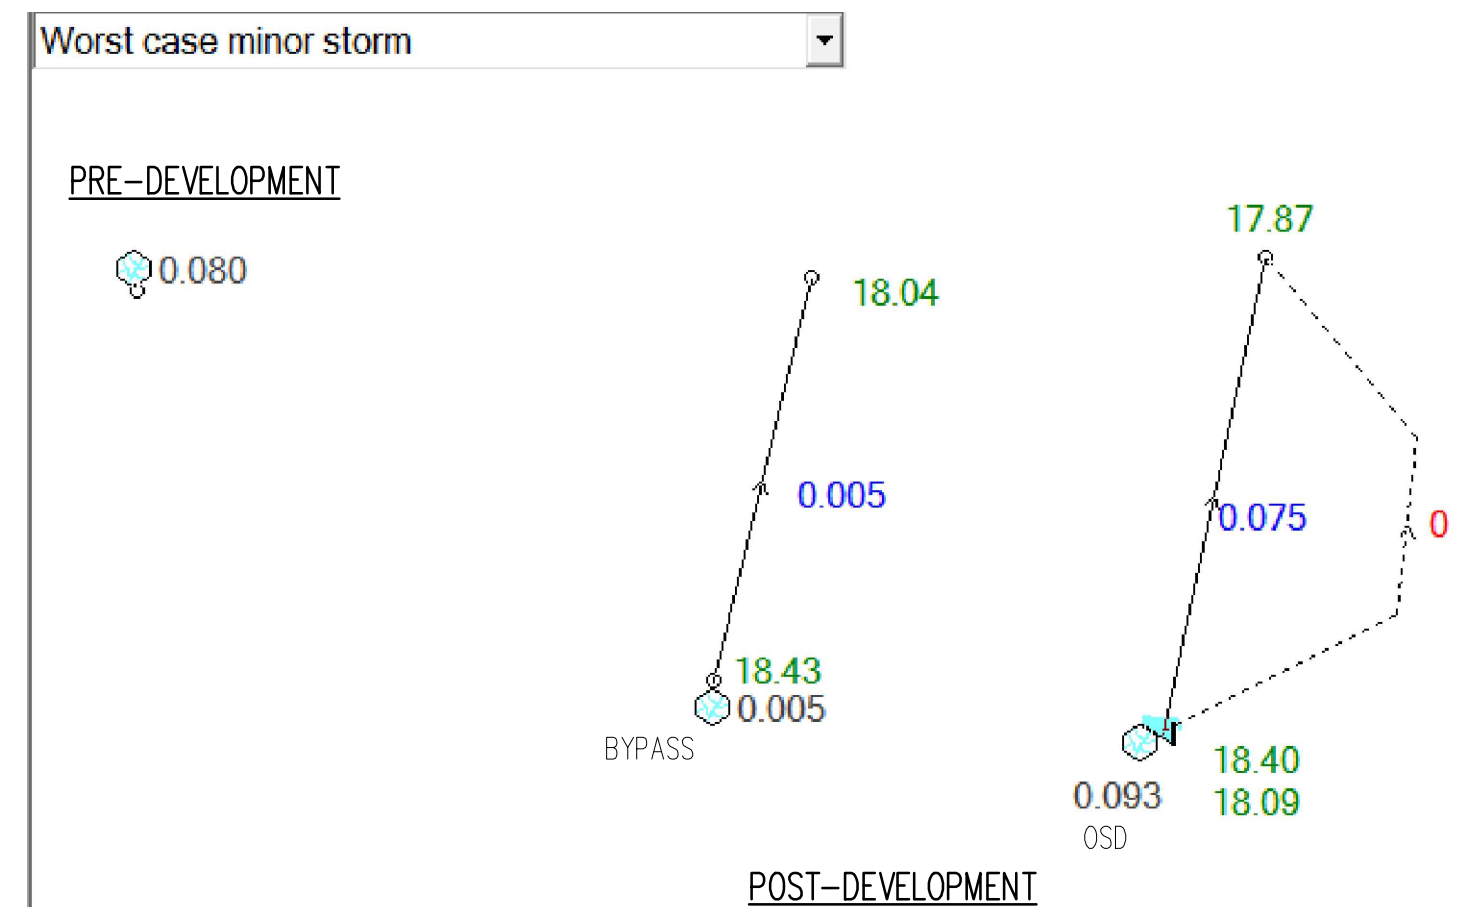 Worst case minor storm
PRE-DEVELOPMENT
17.87
0.080
18.04
0.005
0.075
0
18.43
0.005
BYPASS
18.40
0.093
18.09
OSD
POST-DEVELOPMENT